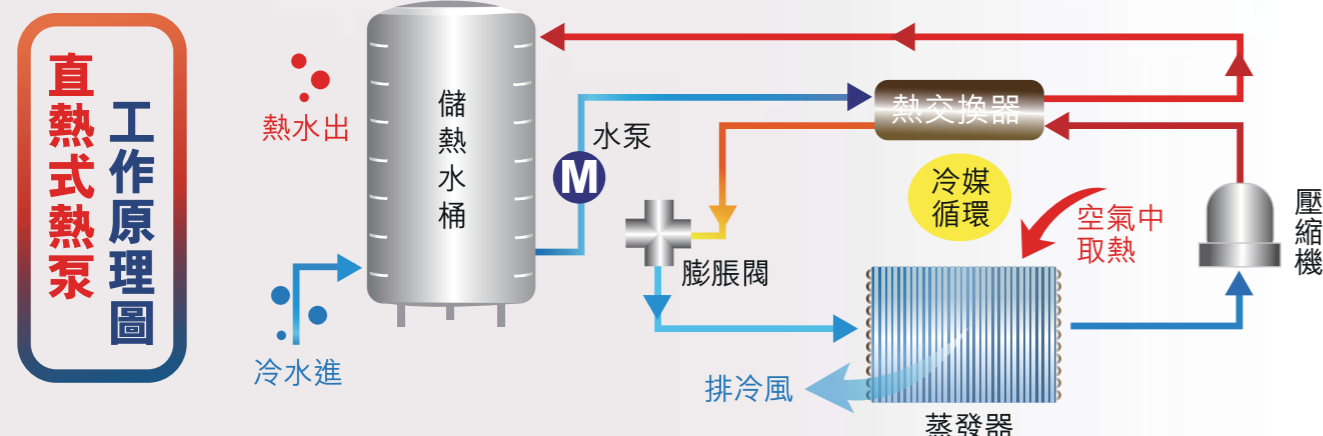 直熱式熱泵
工作原理圖
熱水出
冷水進
儲熱水桶
水泵
M
熱交換器
冷媒
循環
空氣中
取熱
膨脹閥
排冷風
蒸發器
壓縮機